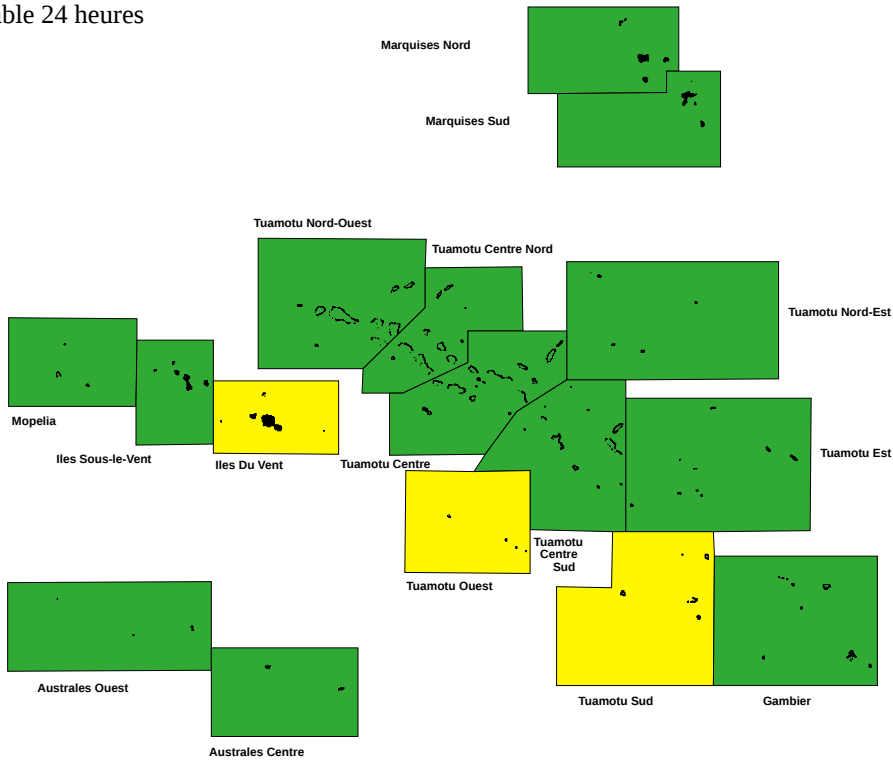 24 heures
Marquises Nord
Marquises Sud
Tuamotu Nord-Ouest
Tuamotu Centre Nord
Tuamotu Nord-Est
Mopelia
Iles Sous-le-Vent
Iles Du Vent
Tuamotu Centre
Tuamotu Est
Tuamotu Ouest
Tuamotu
Centre
Sud
Australes Ouest
Tuamotu Sud
Gambier
Australes Centre